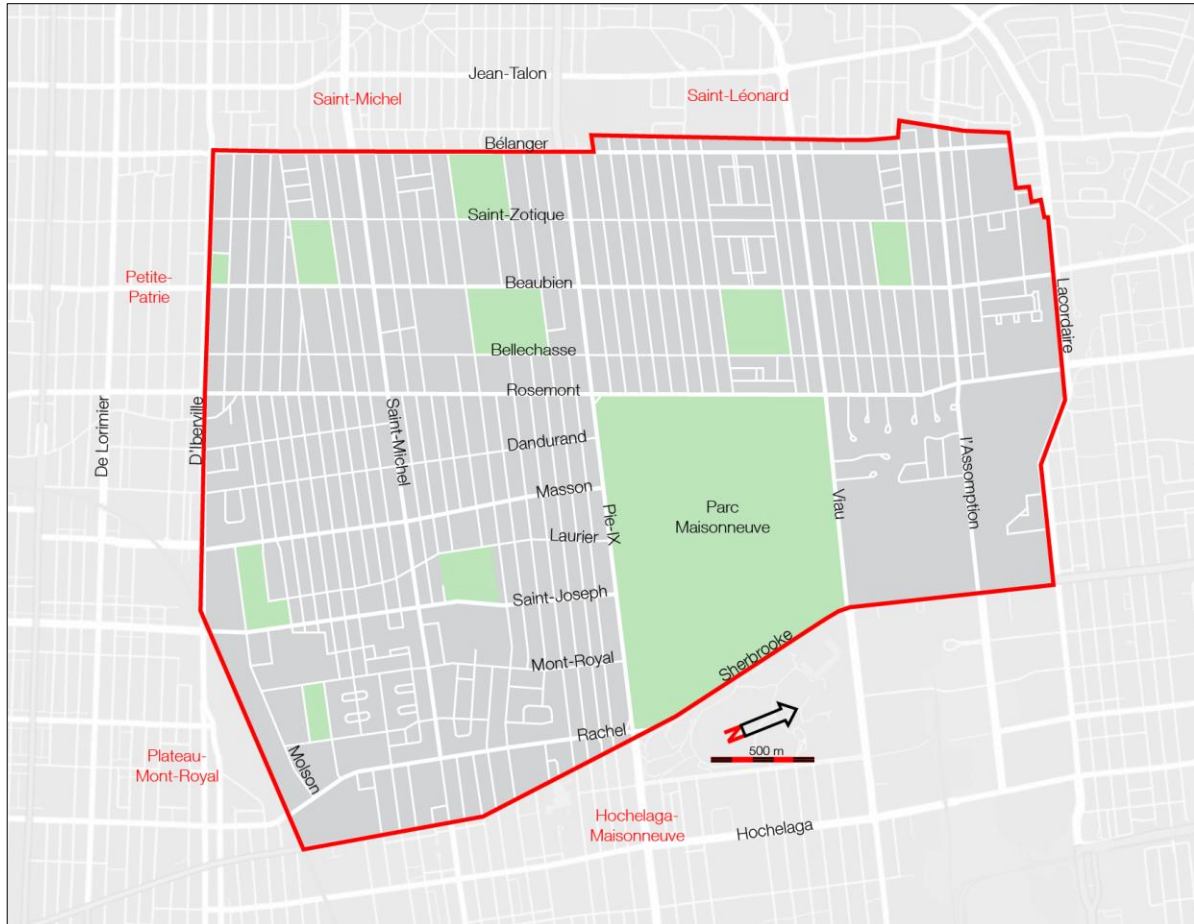 Jean-Talon
Saint-Michel
Saint-Léonard
Bélanger
Saint-Zotique
Petite-
Patrie
Beaubien
Lacordaire
Bellechasse
Rosemont
De Lorimier
D'Iberville
Saint-Michel
Dandurand
l'Assomption
Masson
Viau
Pie-IX
Parc
Maisonneuve
Laurier
Saint-Joseph
Sherbrooke
Mont-Royal
N
Rachel
500 m
Plateau-
Mont-Royal
Molson
Hochelaga-
Maisonneuve
Hochelaga